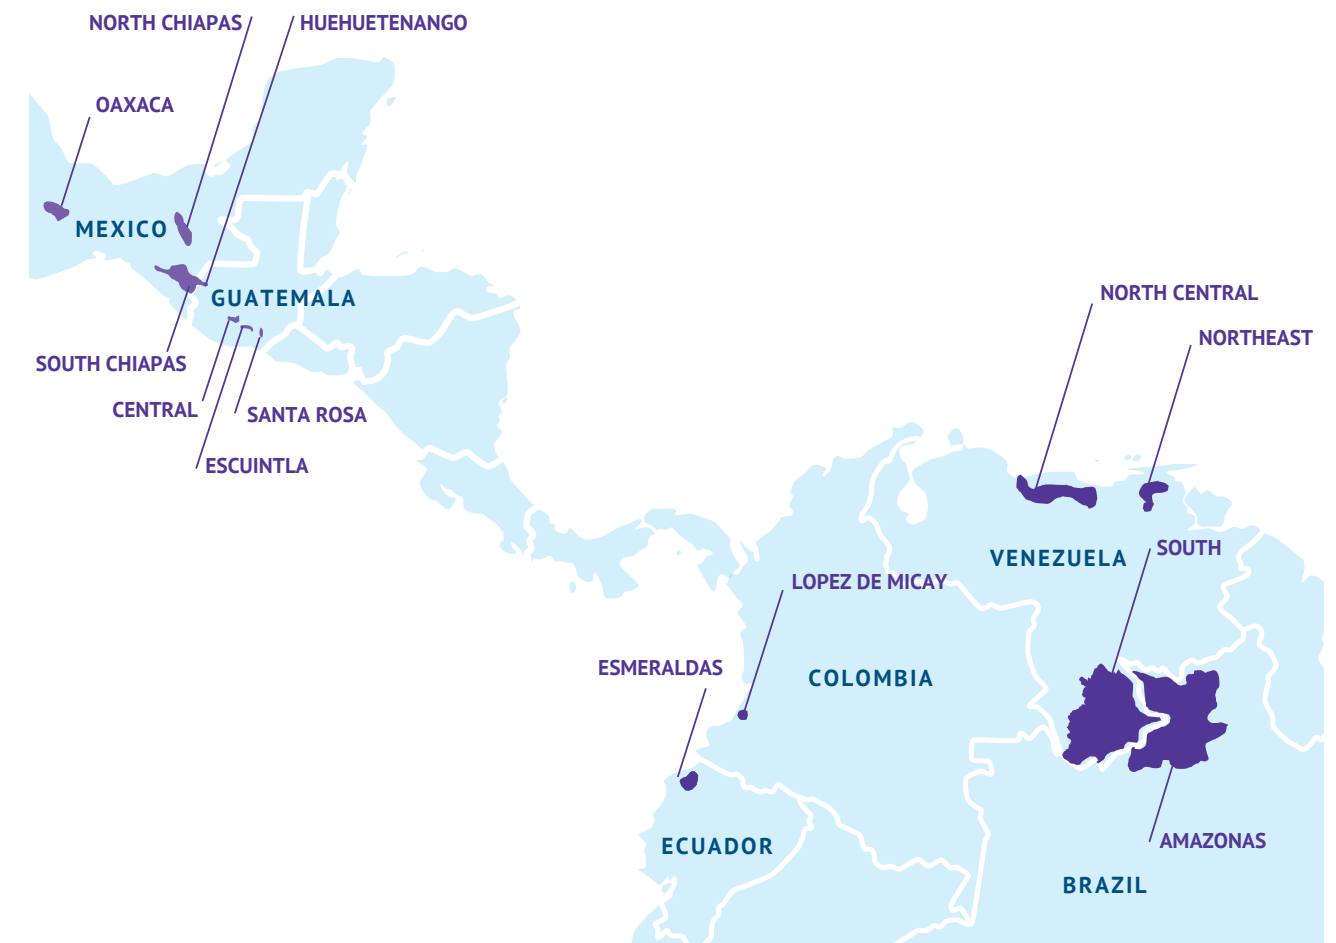 NORTH CHIAPAS
HUEHUETENANGO
OAXACA
MEXICO
GUATEMALA
SOUTH CHIAPAS
CENTRAL
SANTA ROSA
ESCUINTLA
NORTH CENTRAL
NORTHEAST
VENEZUELA
SOUTH
LOPEZ DE MICAY
ESMERALDAS
COLOMBIA
ECUADOR
AMAZONAS
BRAZIL